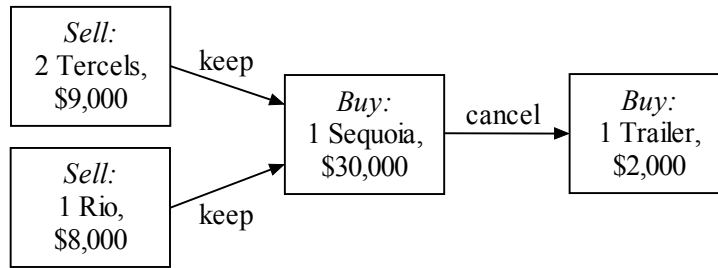 Sell:
2 Tercels,
$9,000
keep
Sell:
1 Rio,
$8,000
keep
Buy:
1 Sequoia,
$30,000
cancel
Buy:
1 Trailer,
$2,000